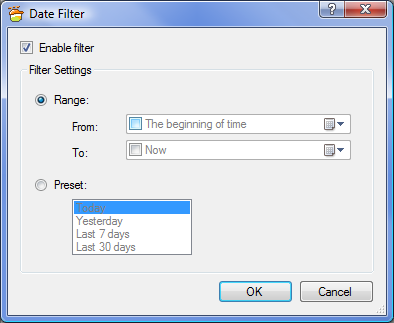 Date Filter
Enable filter
Filter Settings
Range:
From: The beginning of time
To: Now
Preset:
Today
Yesterday
Last 7 days
Last 30 days
OK Cancel